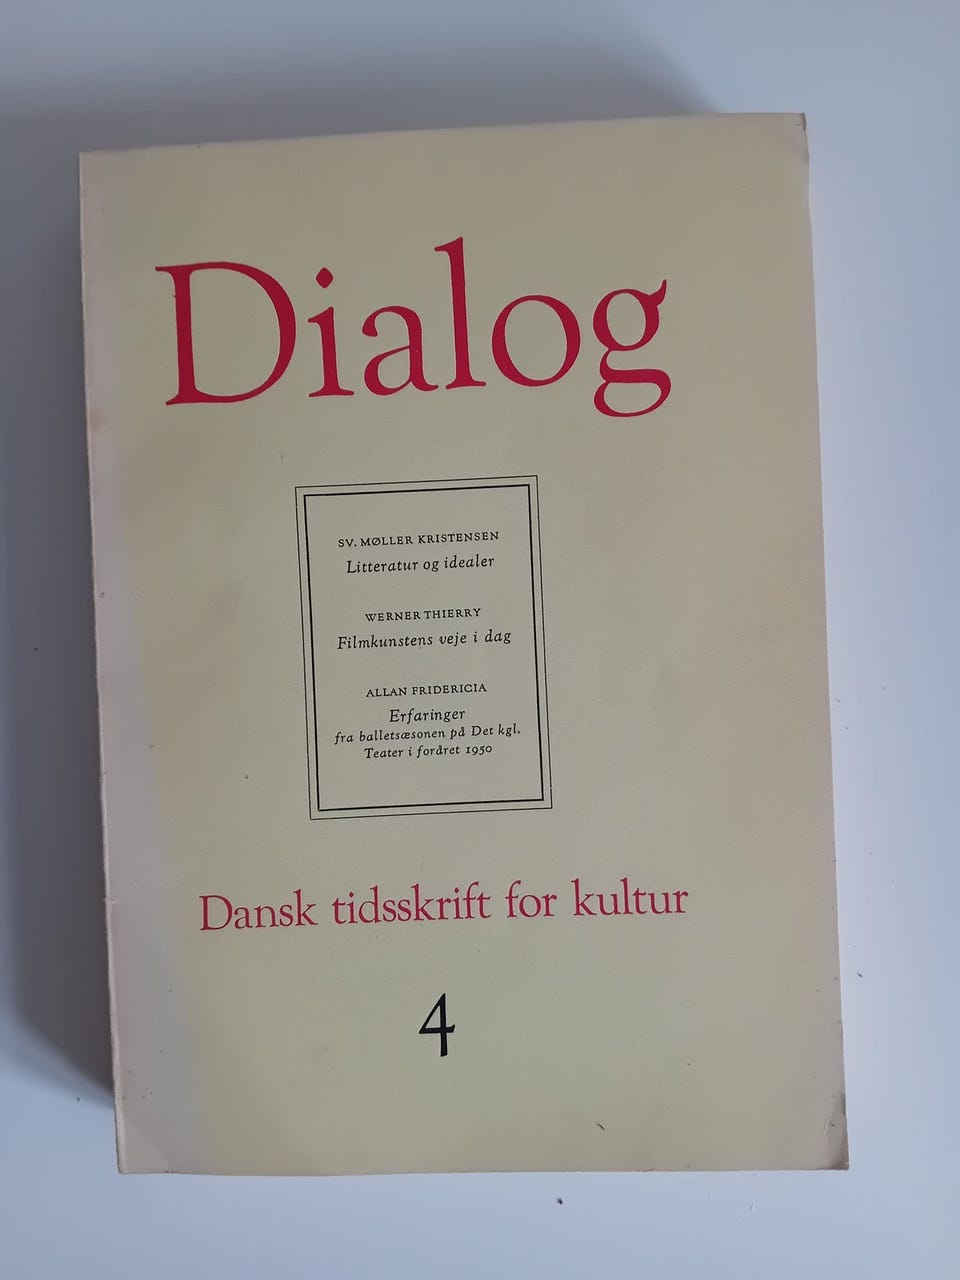 Dialog
SV. MØLLER KRISTENSEN
Litteratur og idealer
WERNER THIERRY
Filmkunstens veje i dag
ALLAN FRIDERICIA
Erfaringer
fra balletsæsonen på Det kgl.
Teater i foråret 1950
Dansk tidsskrift for kultur
4